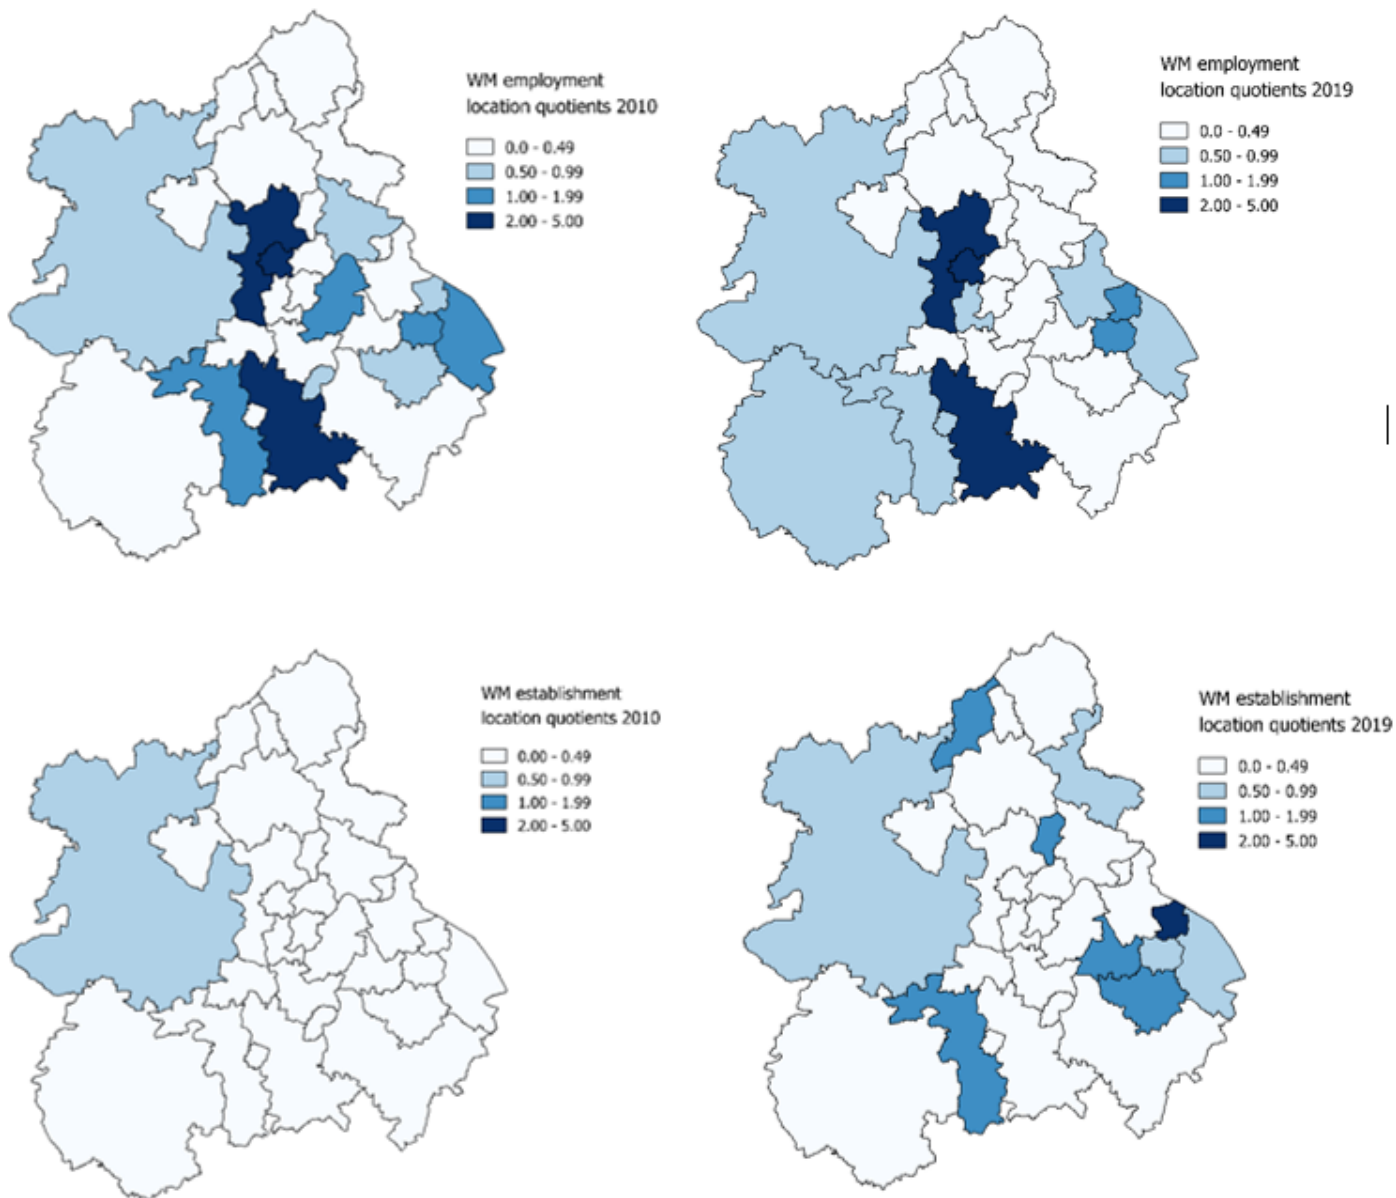 WM employment
location quotients 2010
0.0 - 0.49
0.50 - 0.99
1.00 - 1.99
2.00 - 5.00
WM employment
location quotients 2019
0.0 - 0.49
0.50 - 0.99
1.00 - 1.99
2.00 - 5.00
WM establishment
location quotients 2010
0.00 - 0.49
0.50 - 0.99
1.00 - 1.99
2.00 - 5.00
WM establishment
location quotients 2019
0.0 - 0.49
0.50 - 0.99
1.00 - 1.99
2.00 - 5.00